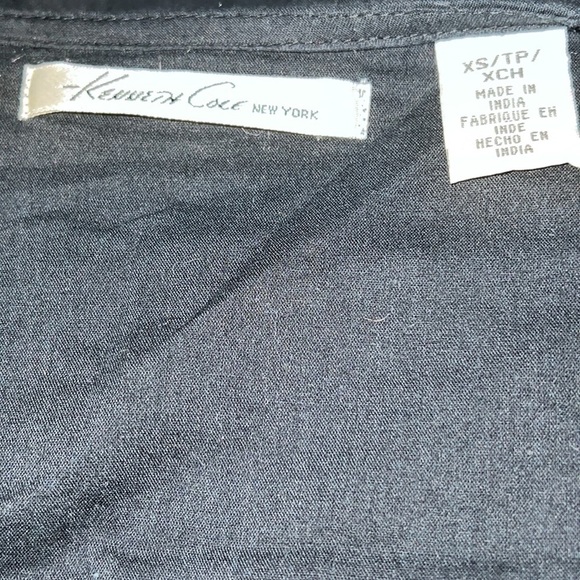 Kenneth Cole NEW YORK
XS/TP/
XCH
MADE IN
INDIA
FABRIQUE EN
INDE
HECHO EN
INDIA